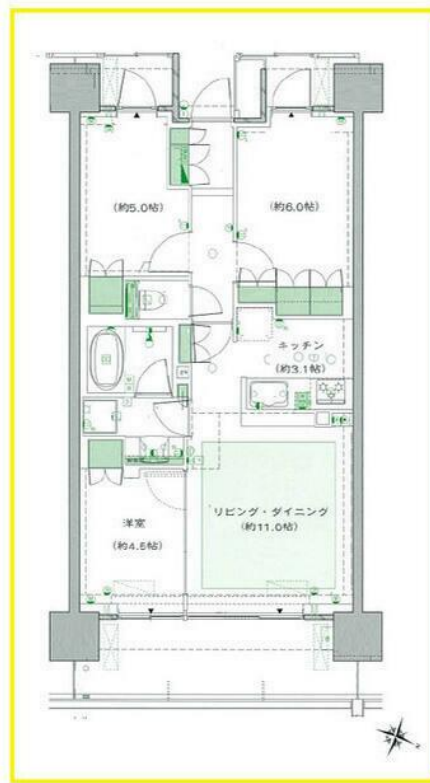 (約5.0帖)
(約6.0帖)
キッチン
(約3.1帖)
リビング・ダイニング
(約11.0帖)
洋室
(約4.5帖)